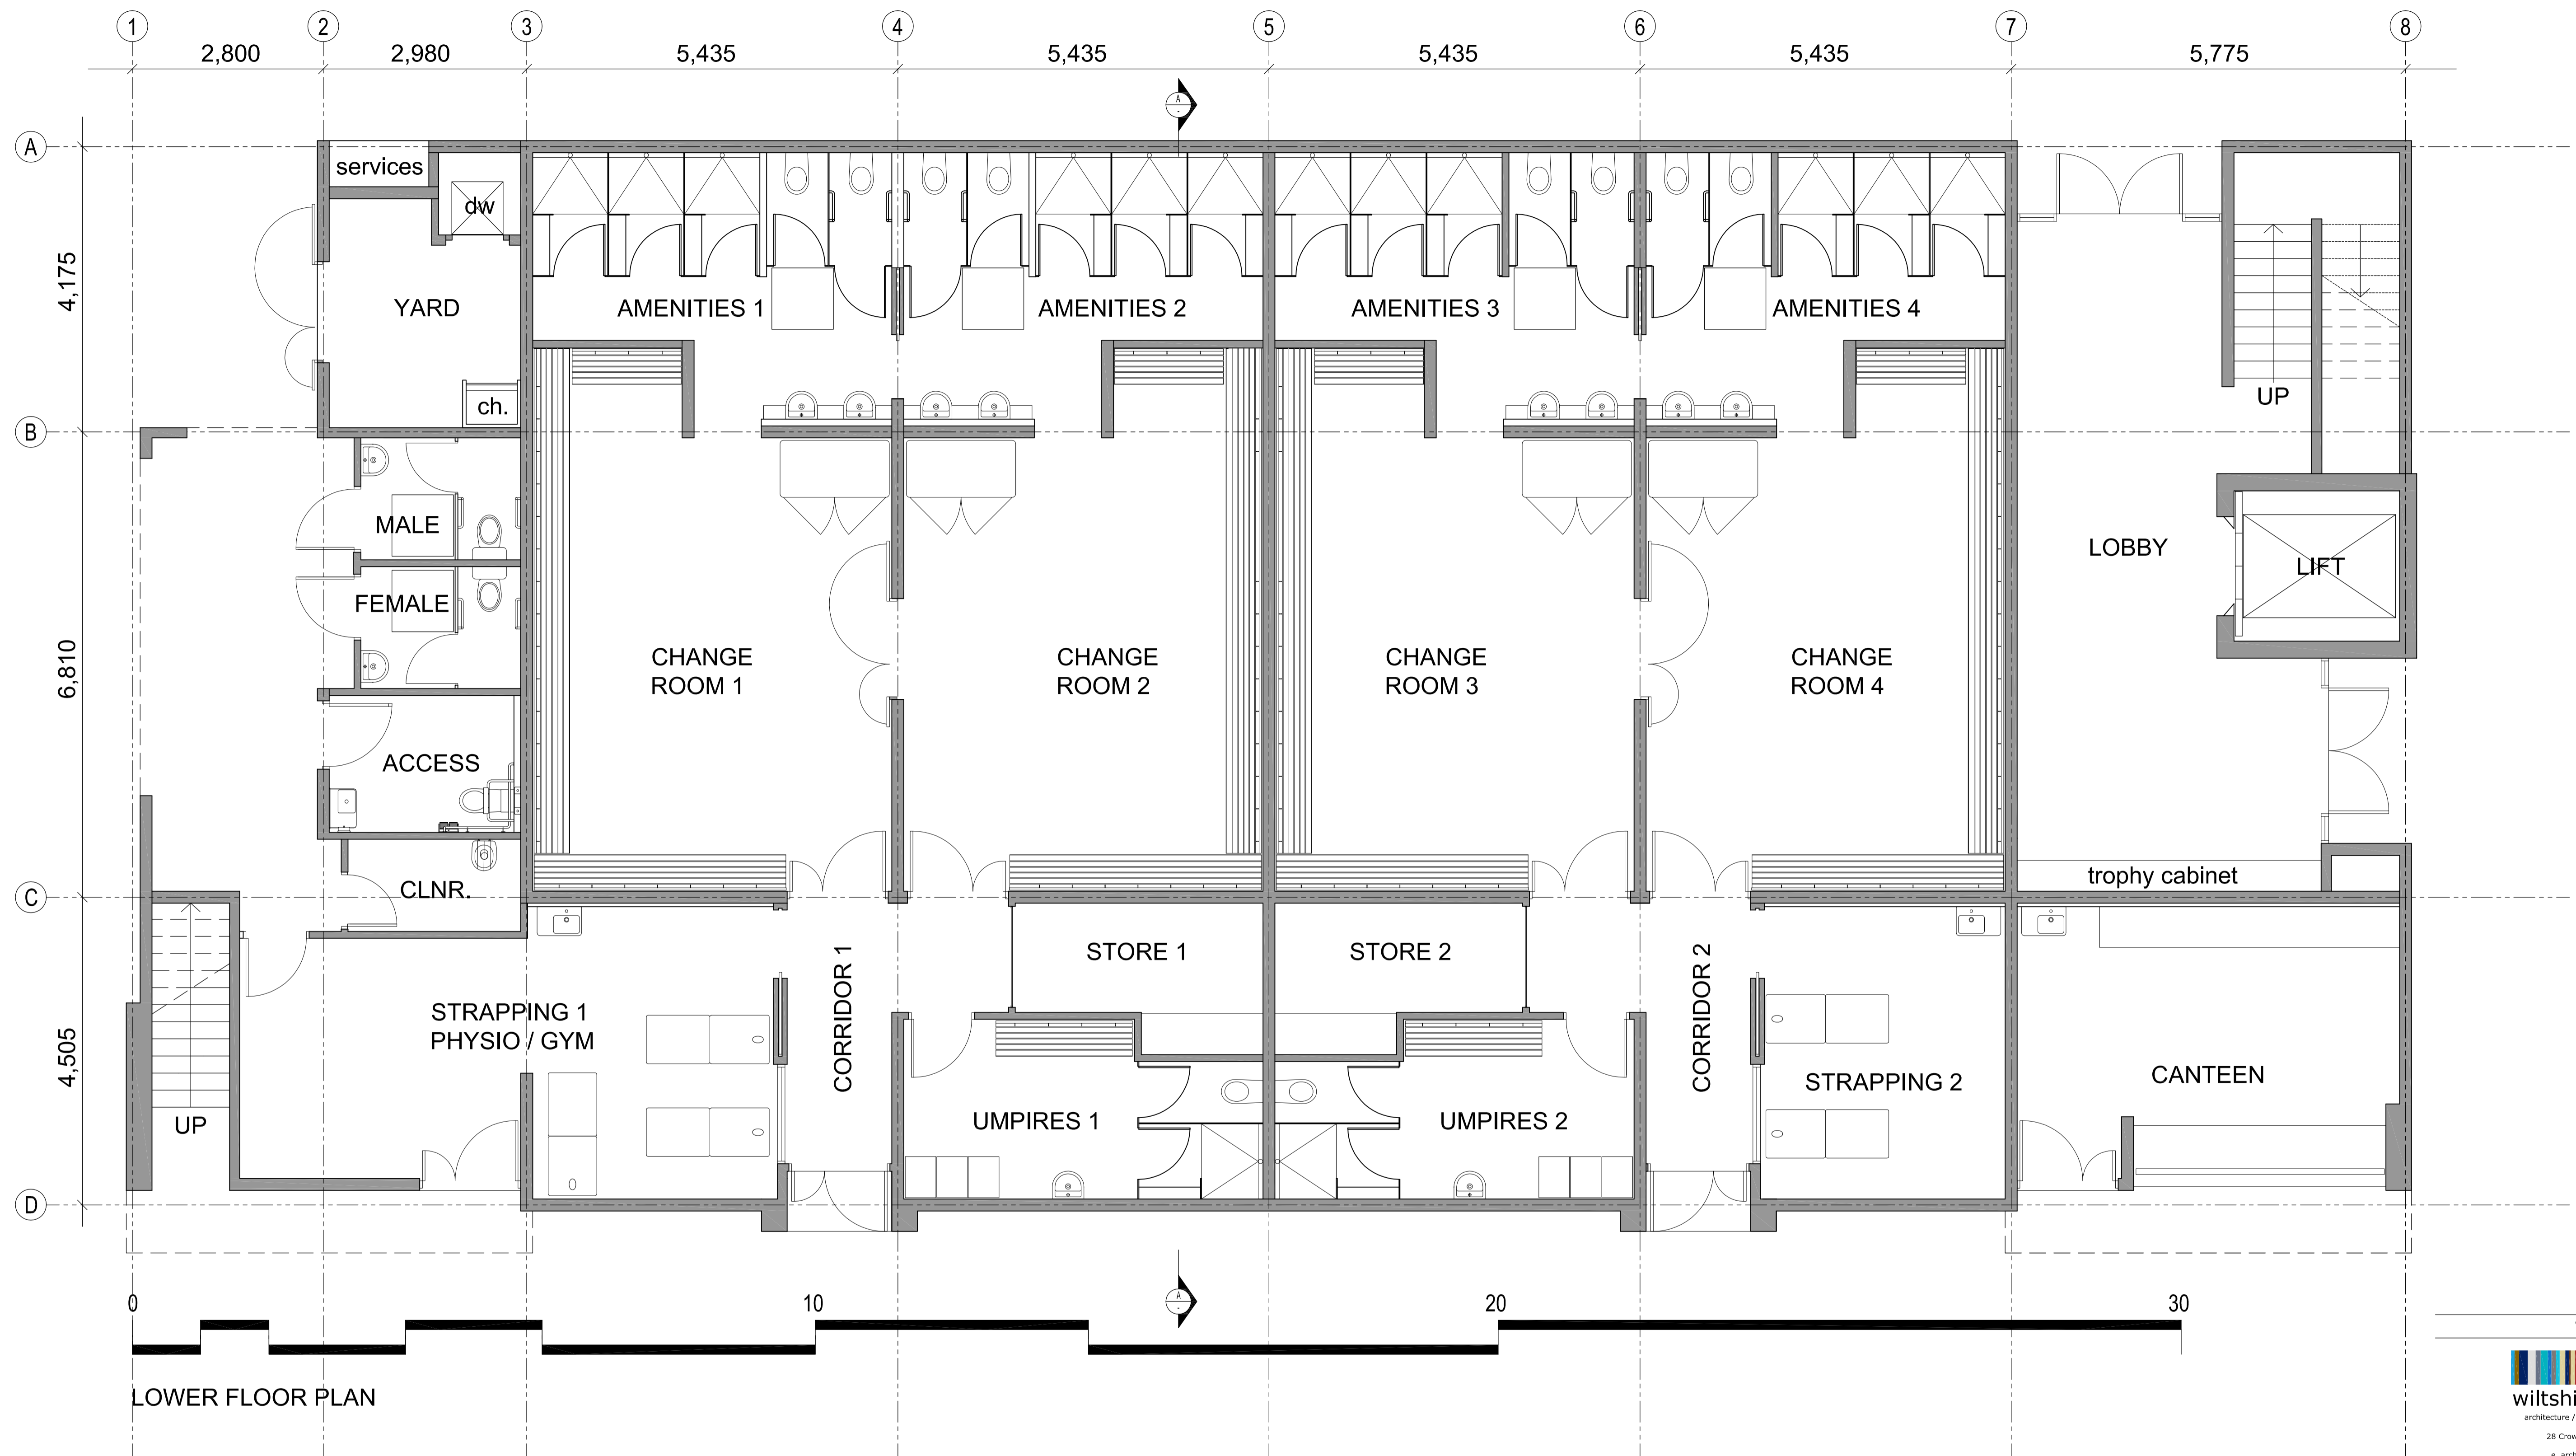 1 2 3 4 5 6 7 8
2,800 2,980 5,435 5,435 5,435 5,435 5,775
A
A
services
dw
4,175
YARD
AMENITIES 1
AMENITIES 2
AMENITIES 3
AMENITIES 4
UP
ch.
B
MALE
LOBBY
LIFT
FEMALE
6,810
CHANGE
ROOM 1
CHANGE
ROOM 2
CHANGE
ROOM 3
CHANGE
ROOM 4
ACCESS
trophy cabinet
CLNR.
C
STORE 1
STORE 2
STRAPPING 1
PHYSIO / GYM
CORRIDOR 1
CORRIDOR 2
4,505
CANTEEN
STRAPPING 2
UP
UMPIRES 1
UMPIRES 2
D
A
0 10 20 30
LOWER FLOOR PLAN
architecture /